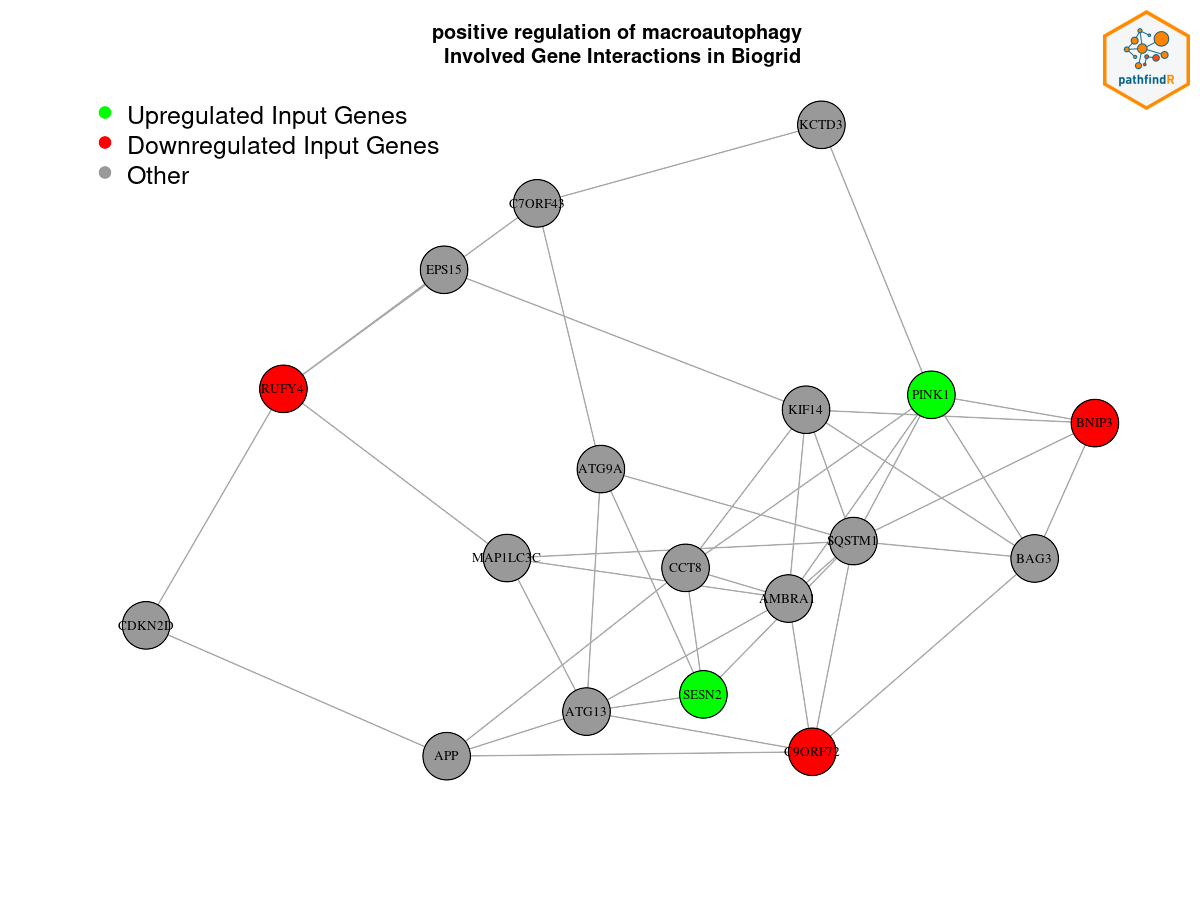 positive regulation of macroautophagy
Involved Gene Interactions in Biogrid
pathfindR
Upregulated Input Genes
Downregulated Input Genes
Other
KCTD3
C7ORF43
EPS15
RUFY4
PINK1
KIF14
BNIP3
ATG9A
SQSTM1
MAP1LC3C
BAG3
CCT8
AMBRA1
CDKN2D
SESN2
ATG13
APP
C9ORF72